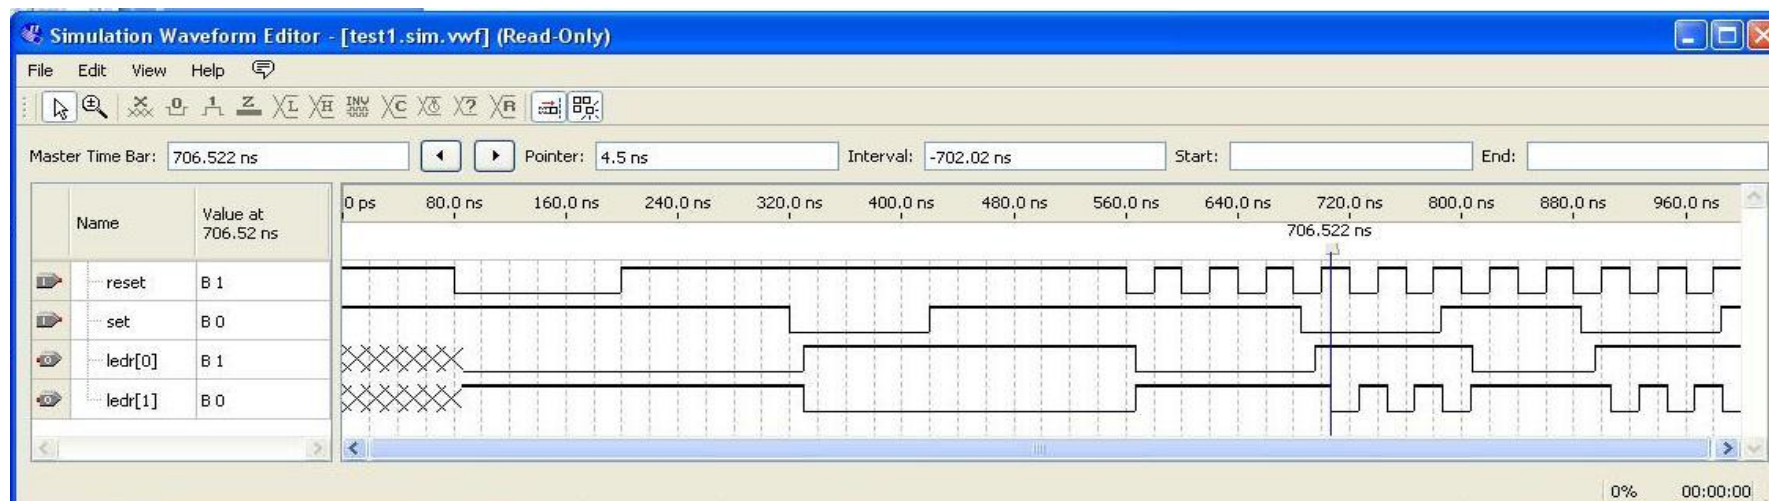 Simulation Waveform Editor - [test1.sim.vwf] (Read-Only)
File Edit View Help
X 0 1 Z L H INV C ? R
Master Time Bar: 706.522 ns Pointer: 4.5 ns Interval: -702.02 ns Start: End:
Name Value at 706.52 ns
0 ps 80.0 ns 160.0 ns 240.0 ns 320.0 ns 400.0 ns 480.0 ns 560.0 ns 640.0 ns 720.0 ns 800.0 ns 880.0 ns 960.0 ns
706.522 ns
reset B 1
set B 0
ledr[0] B 1
ledr[1] B 0
0% 00:00:00